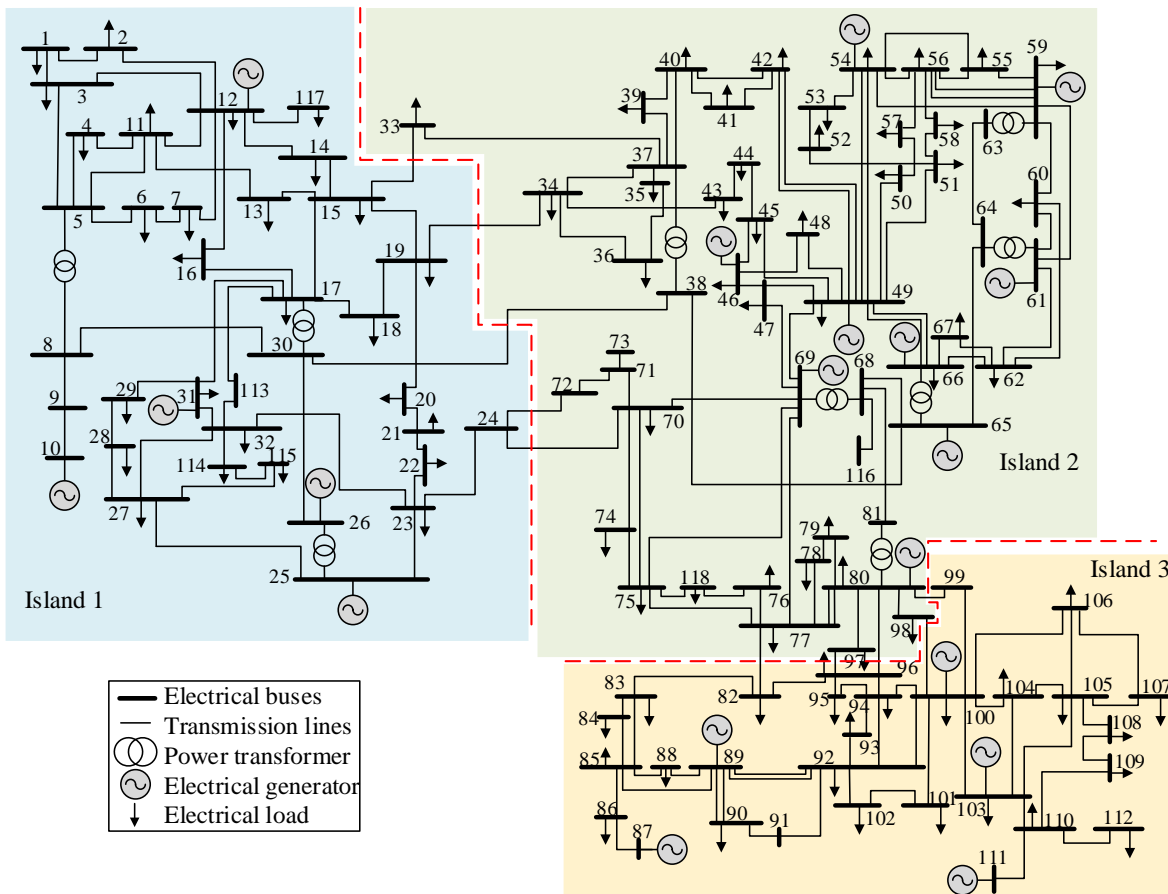 1 2 3 12 117
4 11 14
5 6 7 13 15
16 17 18 19
8 30
9 29 31 113 20
10 28 32 21 24
114 115 22
27 26 23
25
Island 1
33 40 42 54 56 55 59
39 41 53 57 58 63
52 51
37 44 50 60
34 35 43 45 48 64
36 38 46 47 49 61
73 69 68 67
72 71 66 62
70 65
116
Island 2
74 79 81
78 80
75 118 76
77 98
97
99
Island 3
106
96
83 82 95 94 100 104 105 107
84 93 108
85 88 89 92 109
86 90 91 102 101 103 110 112
87 111
Electrical buses
Transmission lines
Power transformer
Electrical generator
Electrical load